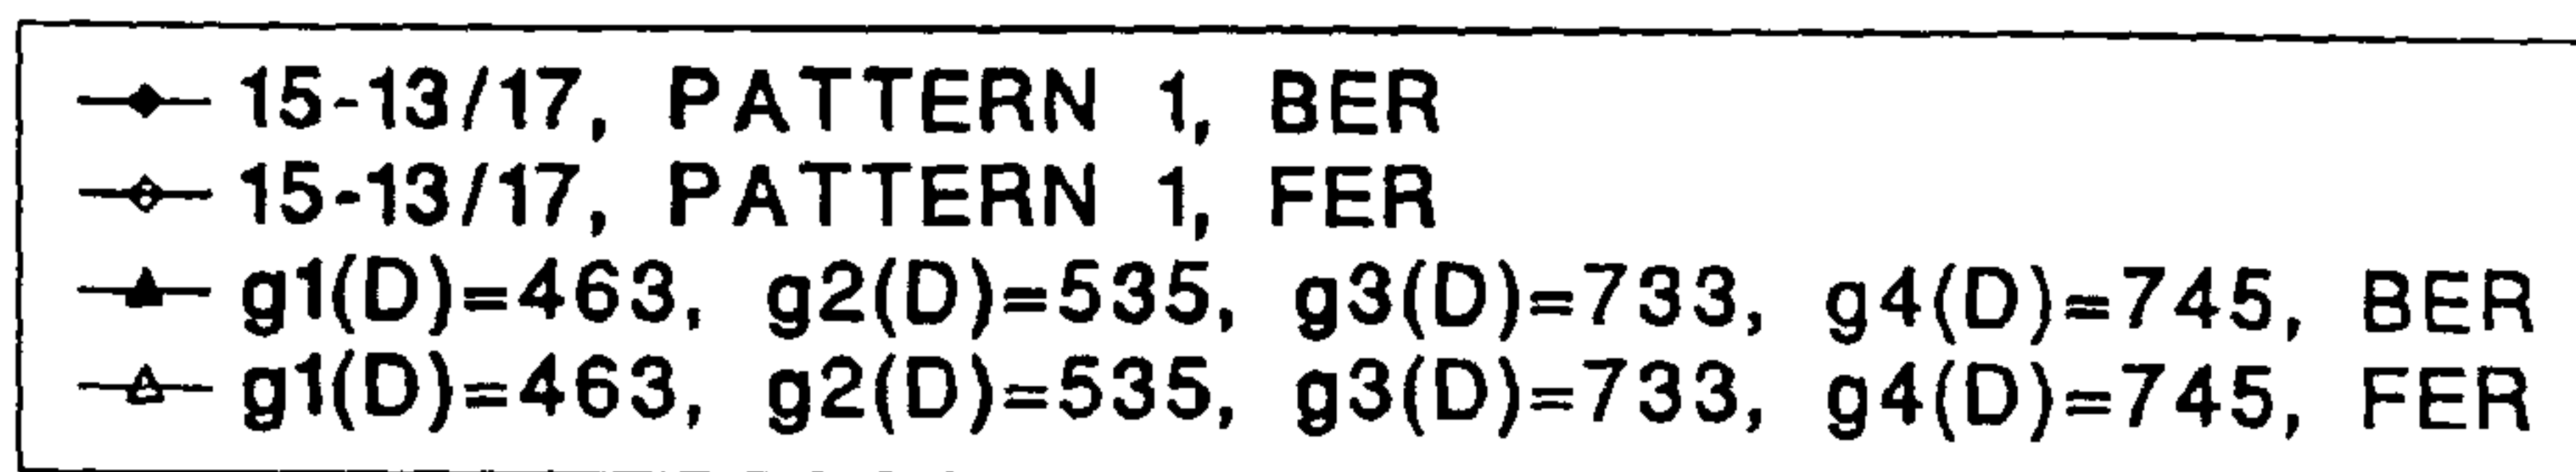 15-13/17, PATTERN 1, BER
15-13/17, PATTERN 1, FER
g1(D)=463, g2(D)=535, g3(D)=733, g4(D)=745, BER
g1(D)=463, g2(D)=535, g3(D)=733, g4(D)=745, FER